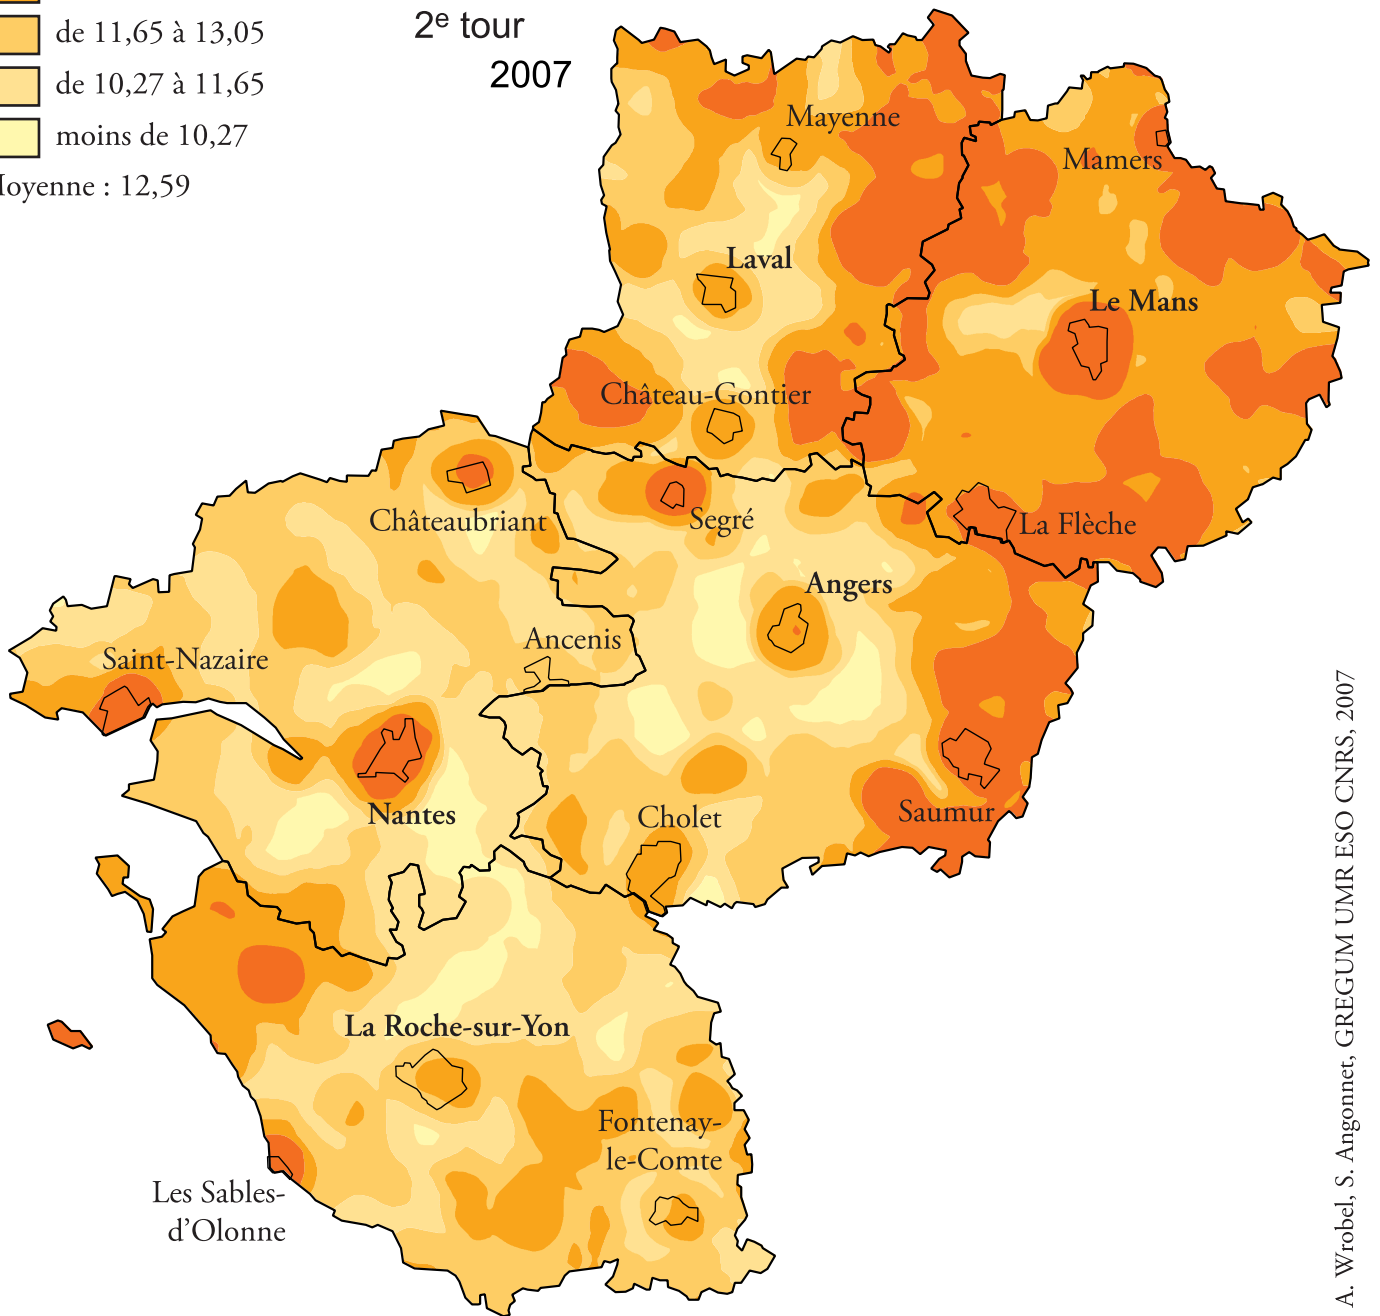 de 11,65 à 13,05
de 10,27 à 11,65
moins de 10,27
oyenne : 12,59
2e tour
2007
Mayenne
Mamers
Laval
Le Mans
Château-Gontier
Châteaubriant
Segré
La Flèche
Angers
Ancenis
Saint-Nazaire
Nantes
Cholet
Saumur
La Roche-sur-Yon
Fontenay-
le-Comte
Les Sables-
d'Olonne
A. Wrobel, S. Angonnet, GREGUM UMR ESO CNRS, 2007